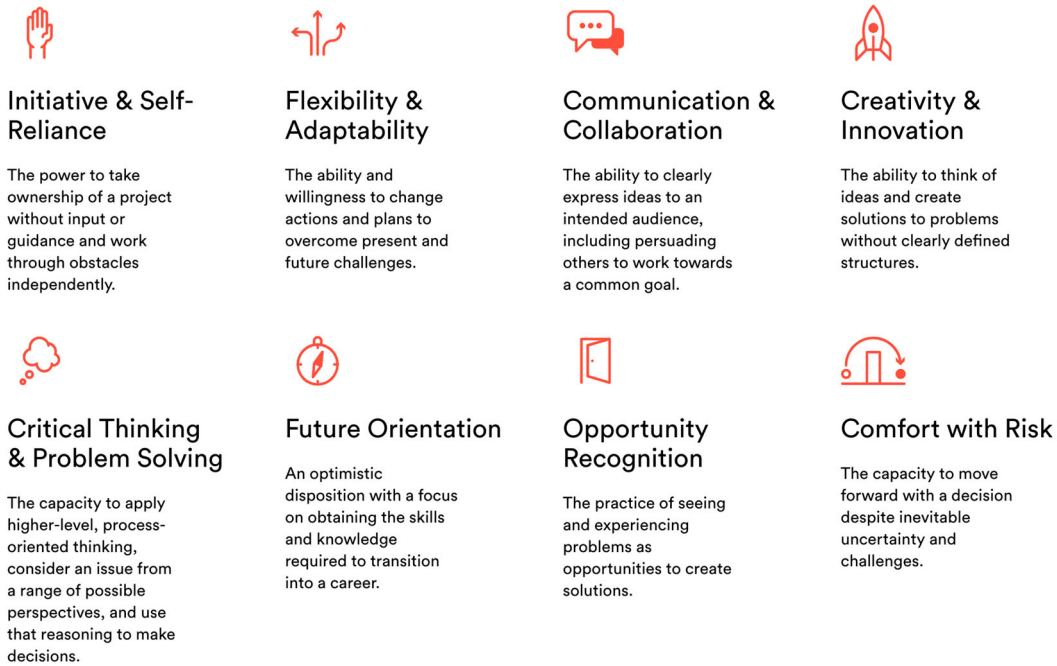 Initiative & Self-
Reliance
The power to take
ownership of a project
without input or
guidance and work
through obstacles
independently.
Flexibility &
Adaptability
The ability and
willingness to change
actions and plans to
overcome present and
future challenges.
Communication &
Collaboration
The ability to clearly
express ideas to an
intended audience,
including persuading
others to work towards
a common goal.
Creativity &
Innovation
The ability to think of
ideas and create
solutions to problems
without clearly defined
structures.
Critical Thinking
& Problem Solving
The capacity to apply
higher-level, process-
oriented thinking,
consider an issue from
a range of possible
perspectives, and use
that reasoning to make
decisions.
Future Orientation
An optimistic
disposition with a focus
on obtaining the skills
and knowledge
required to transition
into a career.
Opportunity
Recognition
The practice of seeing
and experiencing
problems as
opportunities to create
solutions.
Comfort with Risk
The capacity to move
forward with a decision
despite inevitable
uncertainty and
challenges.